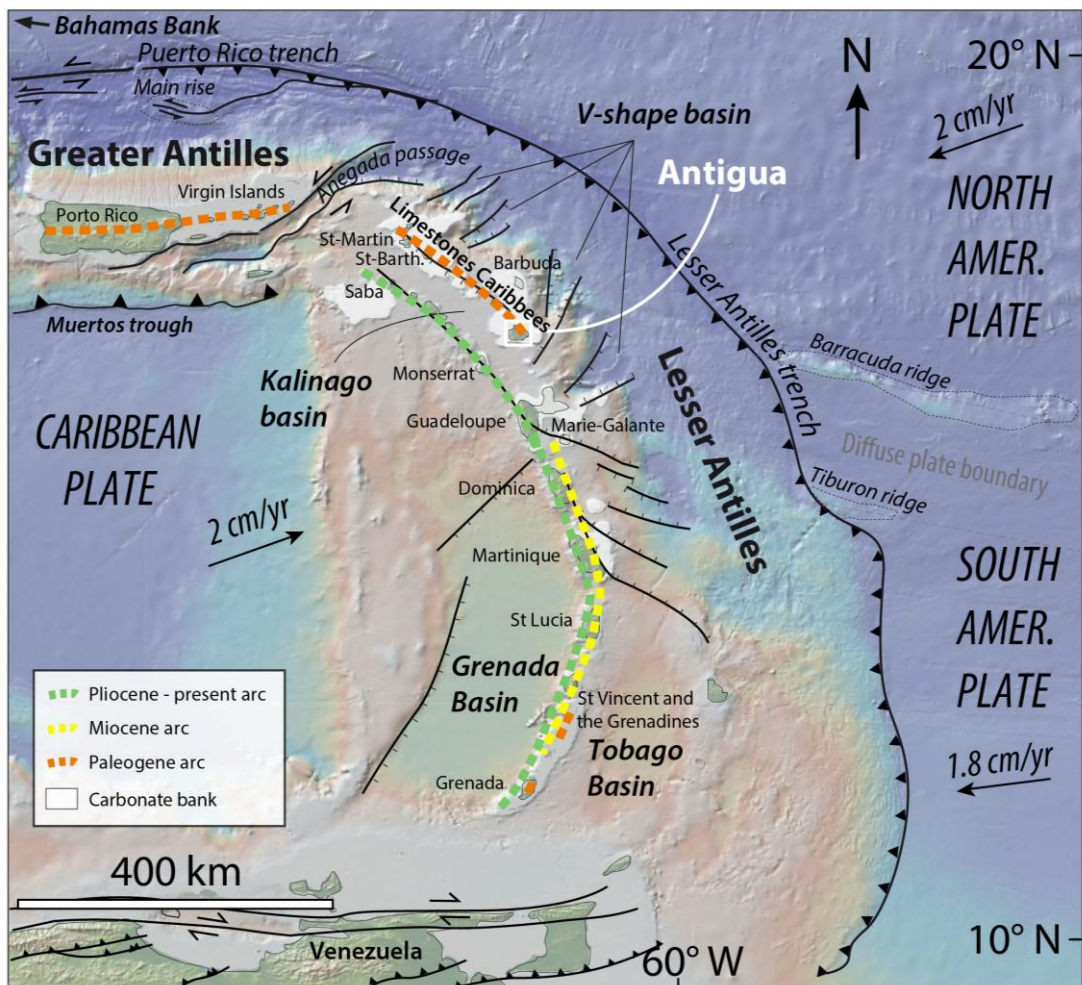 Bahamas Bank
Puerto Rico trench
20° N
Main rise
N
2 cm/yr
V-shape basin
Greater Antilles
Anegada passage
Antigua
NORTH
AMER.
PLATE
Virgin Islands
Porto Rico
Limestones Caribbees
St-Martin
St-Barth.
Barbuda
Saba
Lesser Antilles trench
Muertos trough
Barracuda ridge
Kalinago
basin
Monserrat
Lesser Antilles
CARIBBEAN
PLATE
Guadeloupe
Marie-Galante
Diffuse plate boundary
Tiburon ridge
Dominica
2 cm/yr
Martinique
SOUTH
AMER.
PLATE
St Lucia
Grenada
Basin
St Vincent and
the Grenadines
Pliocene - present arc
Miocene arc
Paleogene arc
Carbonate bank
Tobago
Basin
1.8 cm/yr
Grenada
400 km
Venezuela
60° W
10° N